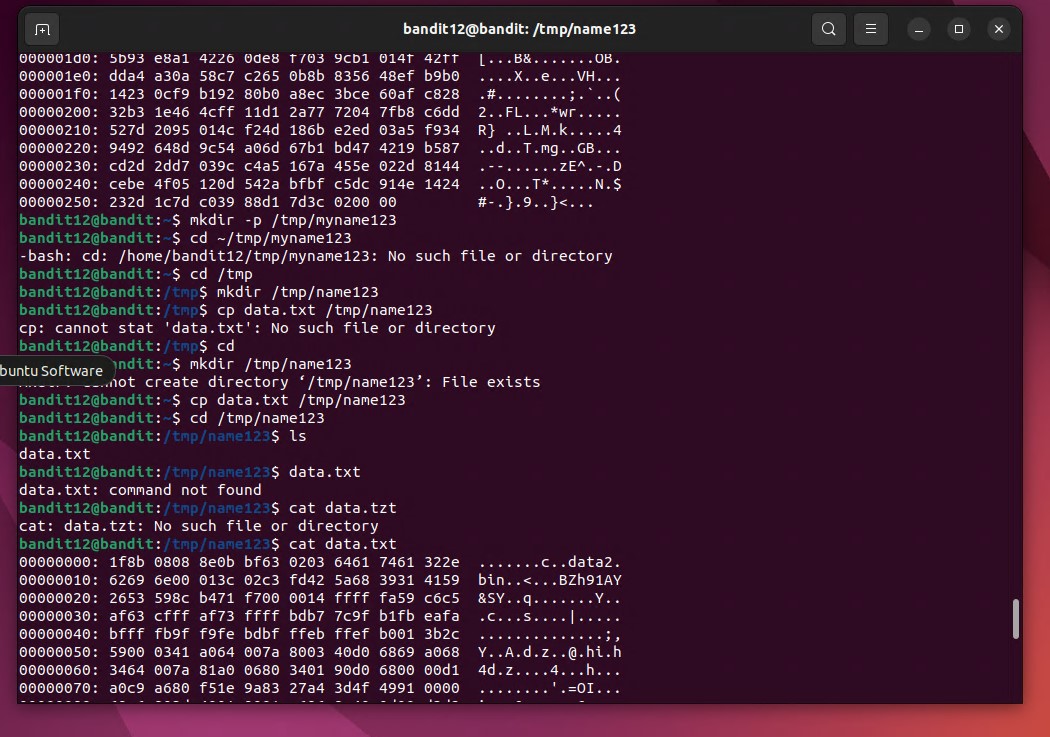 bandit12@bandit: /tmp/name123
000001d0: 5b93 e8a1 4226 0de8 f703 9cb1 014f 42ff  [...B&.......OB.
000001e0: dda4 a30a 58c7 c265 0b8b 8356 48ef b9b0  ....X..e...VH...
000001f0: 1423 0cf9 b192 80b0 a8ec 3bce 60af c828  .#........;.`..(
00000200: 32b3 1e46 4cff 11d1 2a77 7204 7fb8 c6dd  2..FL...*wr.....
00000210: 527d 2095 014c f24d 186b e2ed 03a5 f934  R} ..L.M.k.....4
00000220: 9492 648d 9c54 a06d 67b1 bd47 4219 b587  ..d..T.mg..GB...
00000230: cd2d 2dd7 039c c4a5 167a 455e 022d 8144  .--......zE^.-.D
00000240: cebe 4f05 120d 542a bfbf c5dc 914e 1424  ..O...T*.....N.$
00000250: 232d 1c7d c039 88d1 7d3c 0200 00         #-.}.9..}<...
bandit12@bandit:~$ mkdir -p /tmp/myname123
bandit12@bandit:~$ cd ~/tmp/myname123
-bash: cd: /home/bandit12/tmp/myname123: No such file or directory
bandit12@bandit:~$ cd /tmp
bandit12@bandit:/tmp$ mkdir /tmp/name123
bandit12@bandit:/tmp$ cp data.txt /tmp/name123
cp: cannot stat 'data.txt': No such file or directory
bandit12@bandit:/tmp$ cd
ndit:~$ mkdir /tmp/name123
buntu Software
not create directory ‘/tmp/name123’: File exists
bandit12@bandit:~$ cp data.txt /tmp/name123
bandit12@bandit:~$ cd /tmp/name123
bandit12@bandit:/tmp/name123$ ls
data.txt
bandit12@bandit:/tmp/name123$ data.txt
data.txt: command not found
bandit12@bandit:/tmp/name123$ cat data.tzt
cat: data.tzt: No such file or directory
bandit12@bandit:/tmp/name123$ cat data.txt
00000000: 1f8b 0808 8e0b bf63 0203 6461 7461 322e  .......c..data2.
00000010: 6269 6e00 013c 02c3 fd42 5a68 3931 4159  bin..<...BZh91AY
00000020: 2653 598c b471 f700 0014 ffff fa59 c6c5  &SY..q.......Y..
00000030: af63 cfff af73 ffff bdb7 7c9f b1fb eafa  .c...s....|.....
00000040: bfff fb9f f9fe bdbf ffeb ffef b001 3b2c  ..............;,
00000050: 5900 0341 a064 007a 8003 40d0 6869 a068  Y..A.d.z..@.hi.h
00000060: 3464 007a 81a0 0680 3401 90d0 6800 00d1  4d.z....4...h...
00000070: a0c9 a680 f51e 9a83 27a4 3d4f 4991 0000  ........'.=OI...